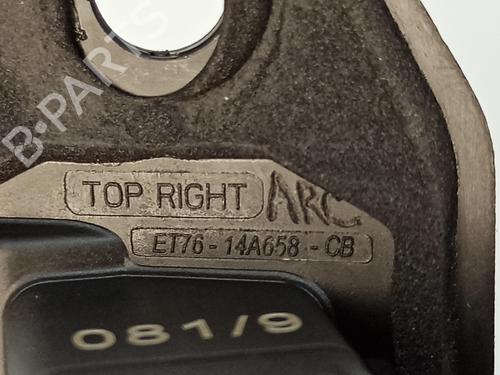 B-PARTS
TOP RIGHT ARC
ET76-14A658-CB
081/9